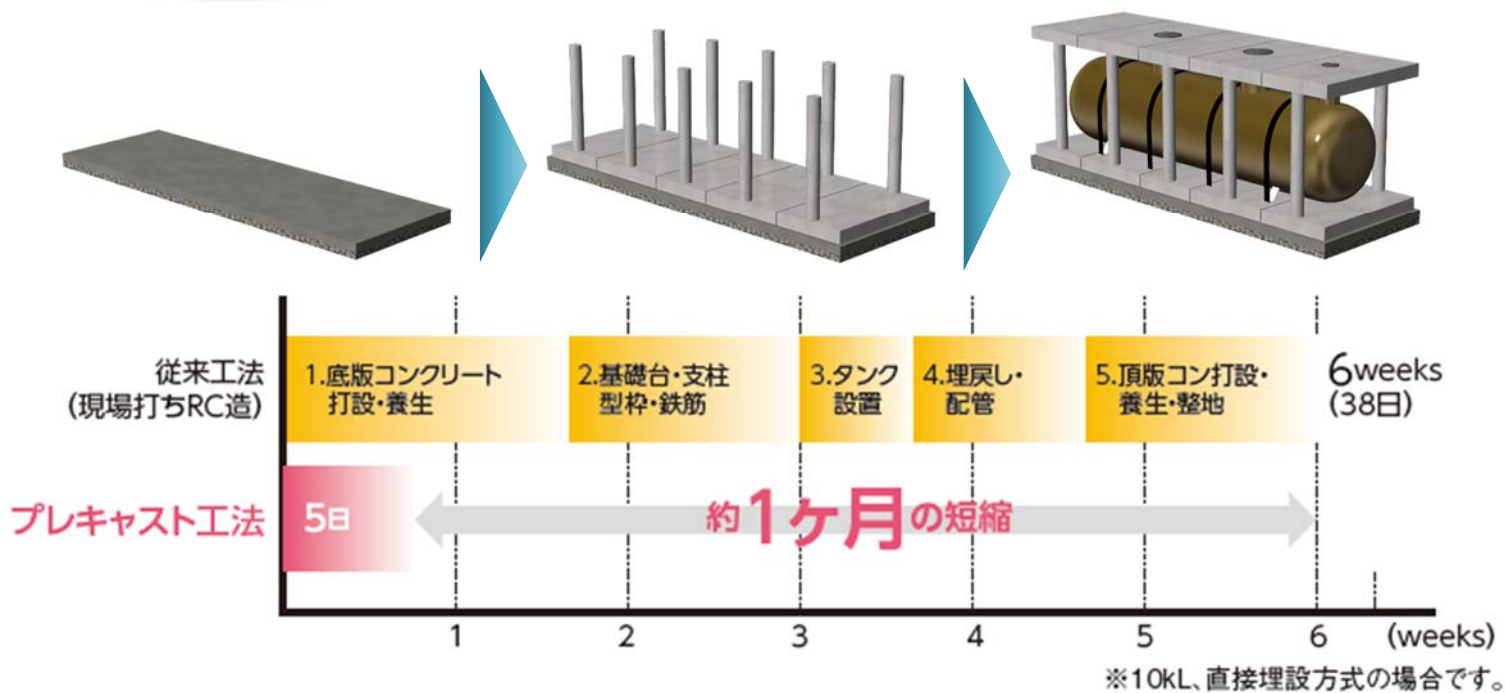 従来工法
(現場打ちRC造)
1.底版コンクリート
打設・養生
2.基礎台・支柱
型枠・鉄筋
3.タンク
設置
4.埋戻し・
配管
5.頂版コン打設・
養生・整地
6weeks
(38日)
プレキャスト工法
5日
約1ヶ月の短縮
1 2 3 4 5 6 (weeks)
※10kL、直接埋設方式の場合です。